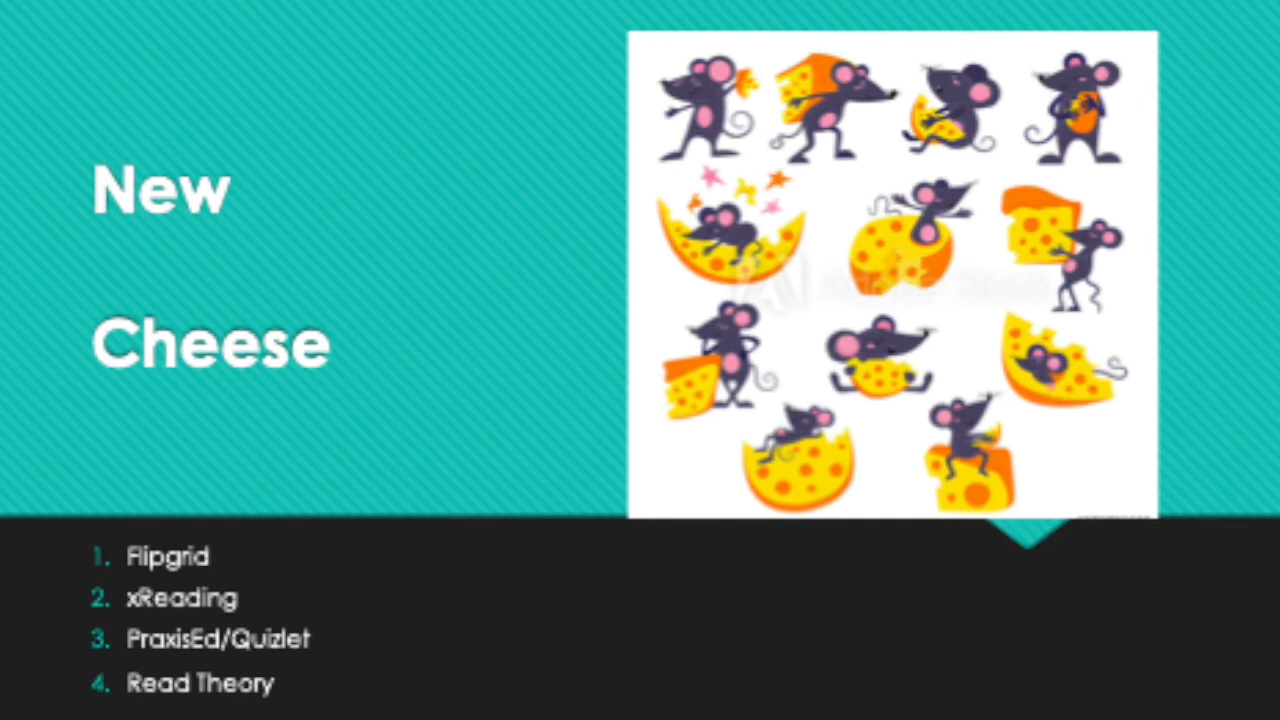 New
Cheese
1. Flipgrid
2. xReading
3. PraxisEd/Quizlet
4. Read Theory